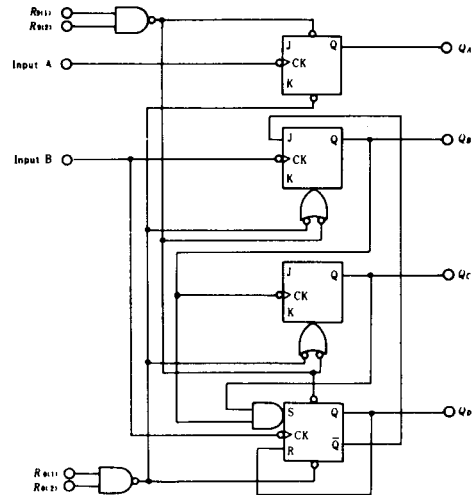 R9(1)
R9(2)
Input A
J
Q
CK
K
QA
Input B
J
Q
CK
K
QB
J
Q
CK
K
QC
S
Q
CK
R
Q̅
QD
R0(1)
R0(2)